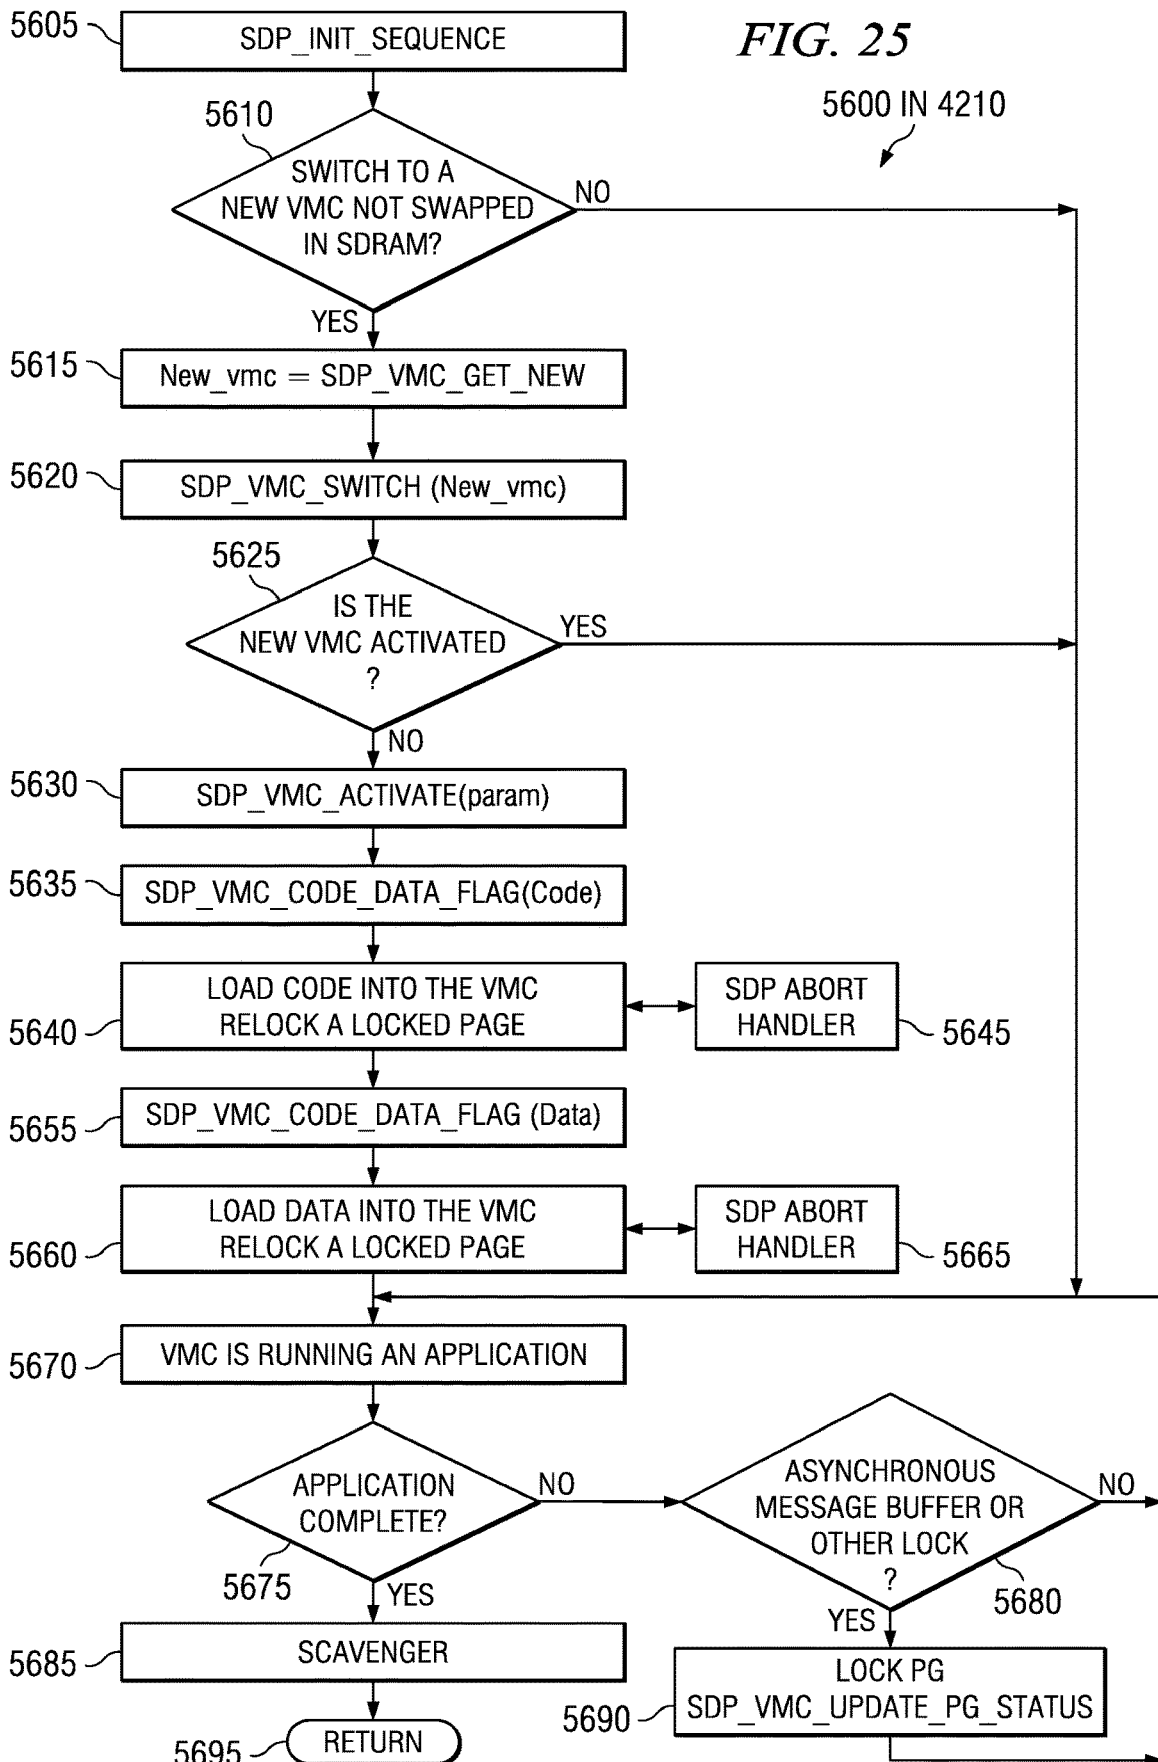 5605
SDP_INIT_SEQUENCE
FIG. 25
5600 IN 4210
5610
SWITCH TO A
NEW VMC NOT SWAPPED
IN SDRAM?
NO
YES
5615
New_vmc = SDP_VMC_GET_NEW
5620
SDP_VMC_SWITCH (New_vmc)
5625
IS THE
NEW VMC ACTIVATED
?
YES
NO
5630
SDP_VMC_ACTIVATE(param)
5635
SDP_VMC_CODE_DATA_FLAG(Code)
5640
LOAD CODE INTO THE VMC
RELOCK A LOCKED PAGE
SDP ABORT
HANDLER
5645
5655
SDP_VMC_CODE_DATA_FLAG (Data)
5660
LOAD DATA INTO THE VMC
RELOCK A LOCKED PAGE
SDP ABORT
HANDLER
5665
5670
VMC IS RUNNING AN APPLICATION
APPLICATION
COMPLETE?
5675
NO
YES
ASYNCHRONOUS
MESSAGE BUFFER OR
OTHER LOCK
?
5680
NO
YES
5685
SCAVENGER
5690
LOCK PG
SDP_VMC_UPDATE_PG_STATUS
5695
RETURN